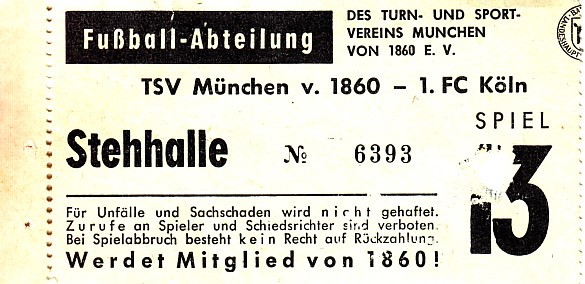 Fußball-Abteilung
DES TURN- UND SPORT-
VEREINS MUNCHEN
VON 1860 E. V.
TSV München v. 1860 – 1. FC Köln
Stehhalle № 6393
SPIEL
13
Für Unfälle und Sachschaden wird nicht gehaftet.
Zurufe an Spieler und Schiedsrichter sind verboten.
Bei Spielabbruch besteht kein Recht auf Rückzahlung.
Werdet Mitglied von 1860!